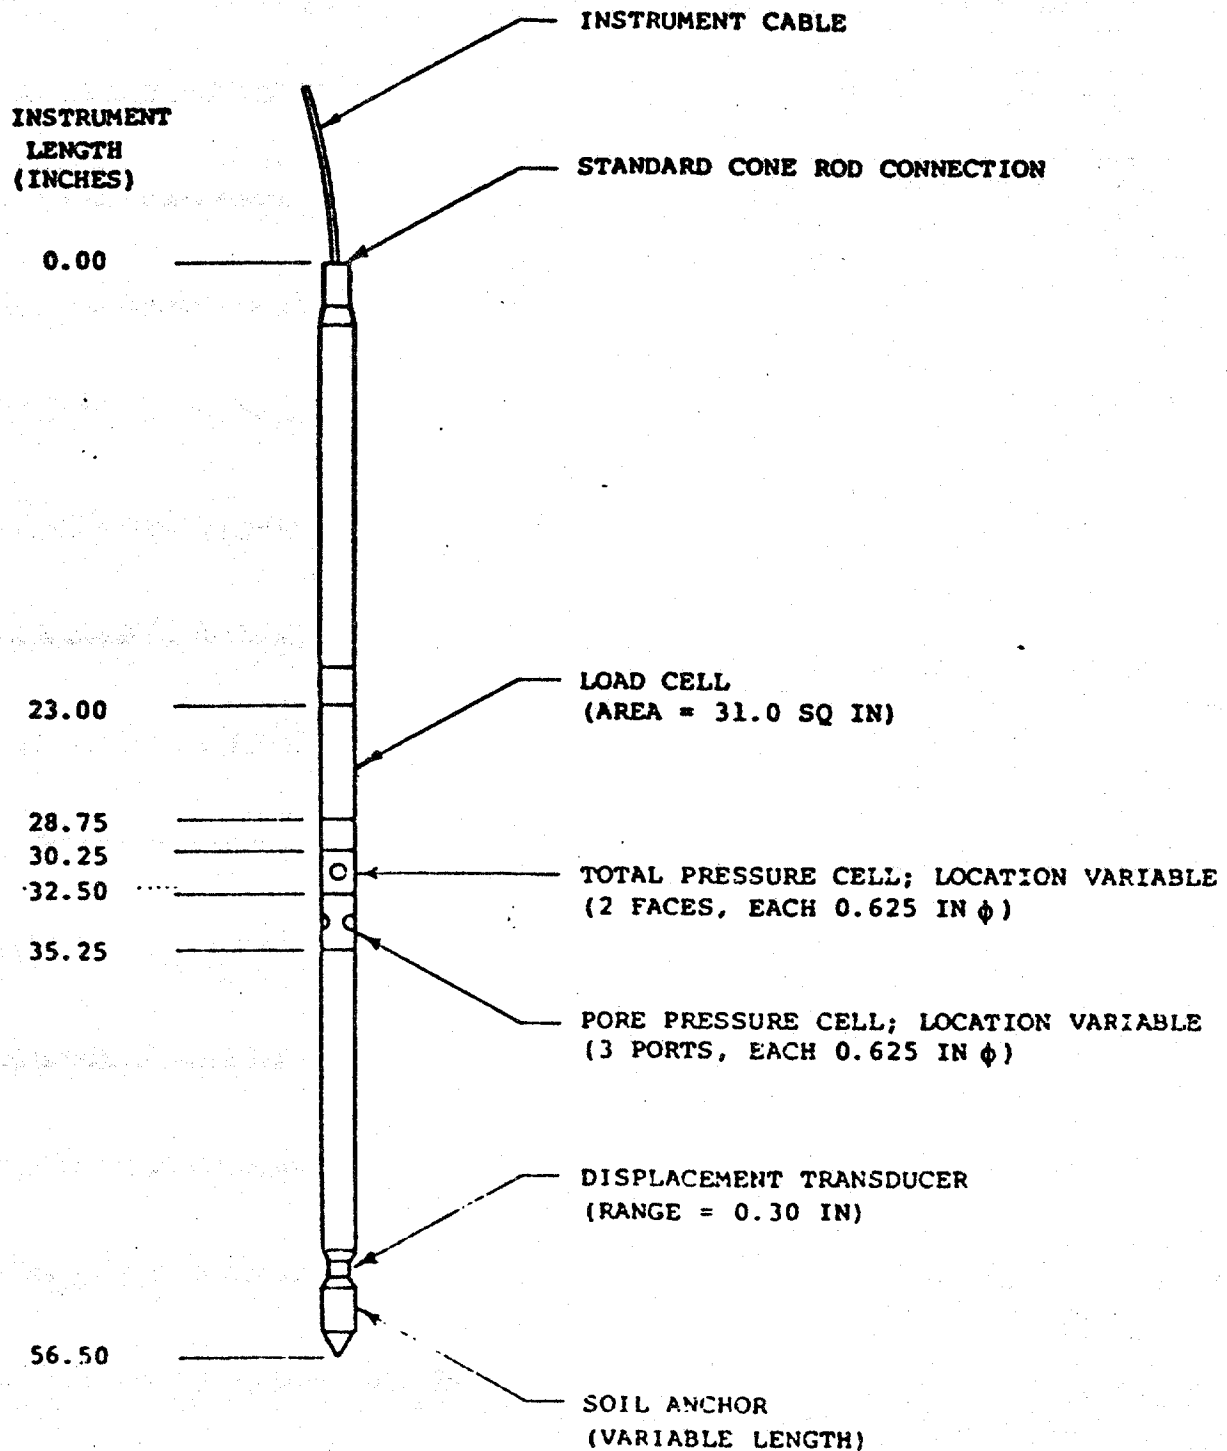 INSTRUMENT CABLE
INSTRUMENT
LENGTH
(INCHES)
STANDARD CONE ROD CONNECTION
0.00
LOAD CELL
(AREA = 31.0 SQ IN)
23.00
28.75
30.25
32.50
TOTAL PRESSURE CELL; LOCATION VARIABLE
(2 FACES, EACH 0.625 IN ϕ)
35.25
PORE PRESSURE CELL; LOCATION VARIABLE
(3 PORTS, EACH 0.625 IN ϕ)
DISPLACEMENT TRANSDUCER
(RANGE = 0.30 IN)
56.50
SOIL ANCHOR
(VARIABLE LENGTH)